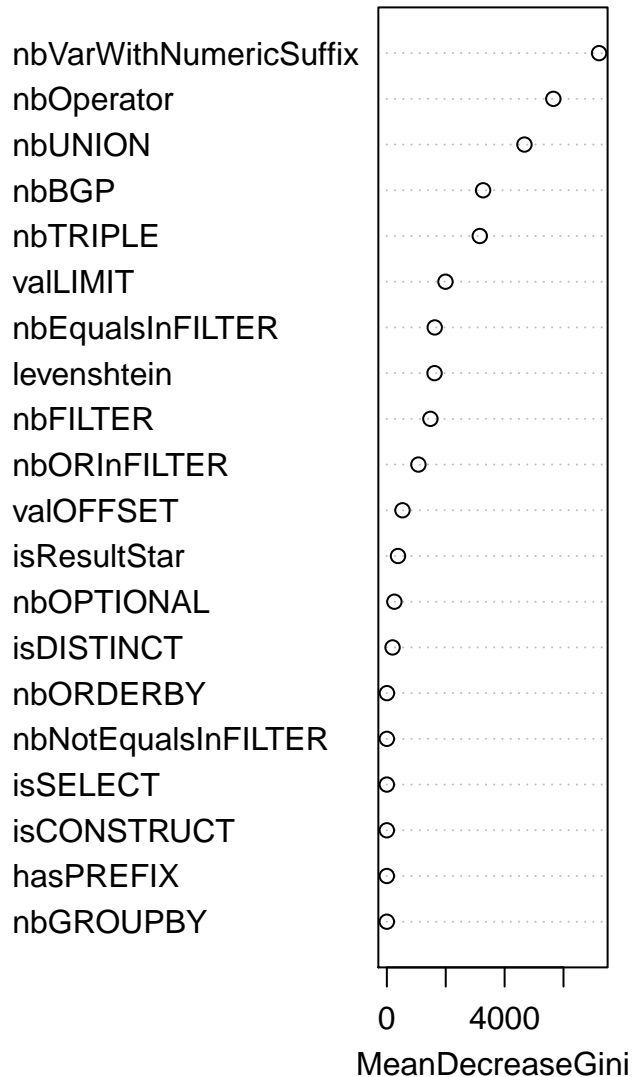 nbVarWithNumericSuffix
nbOperator
nbUNION
nbBGP
nbTRIPLE
valLIMIT
nbEqualsInFILTER
levenshtein
nbFILTER
nbORInFILTER
valOFFSET
isResultStar
nbOPTIONAL
isDISTINCT
nbORDERBY
nbNotEqualsInFILTER
isSELECT
isCONSTRUCT
hasPREFIX
nbGROUPBY
0 4000
MeanDecreaseGini